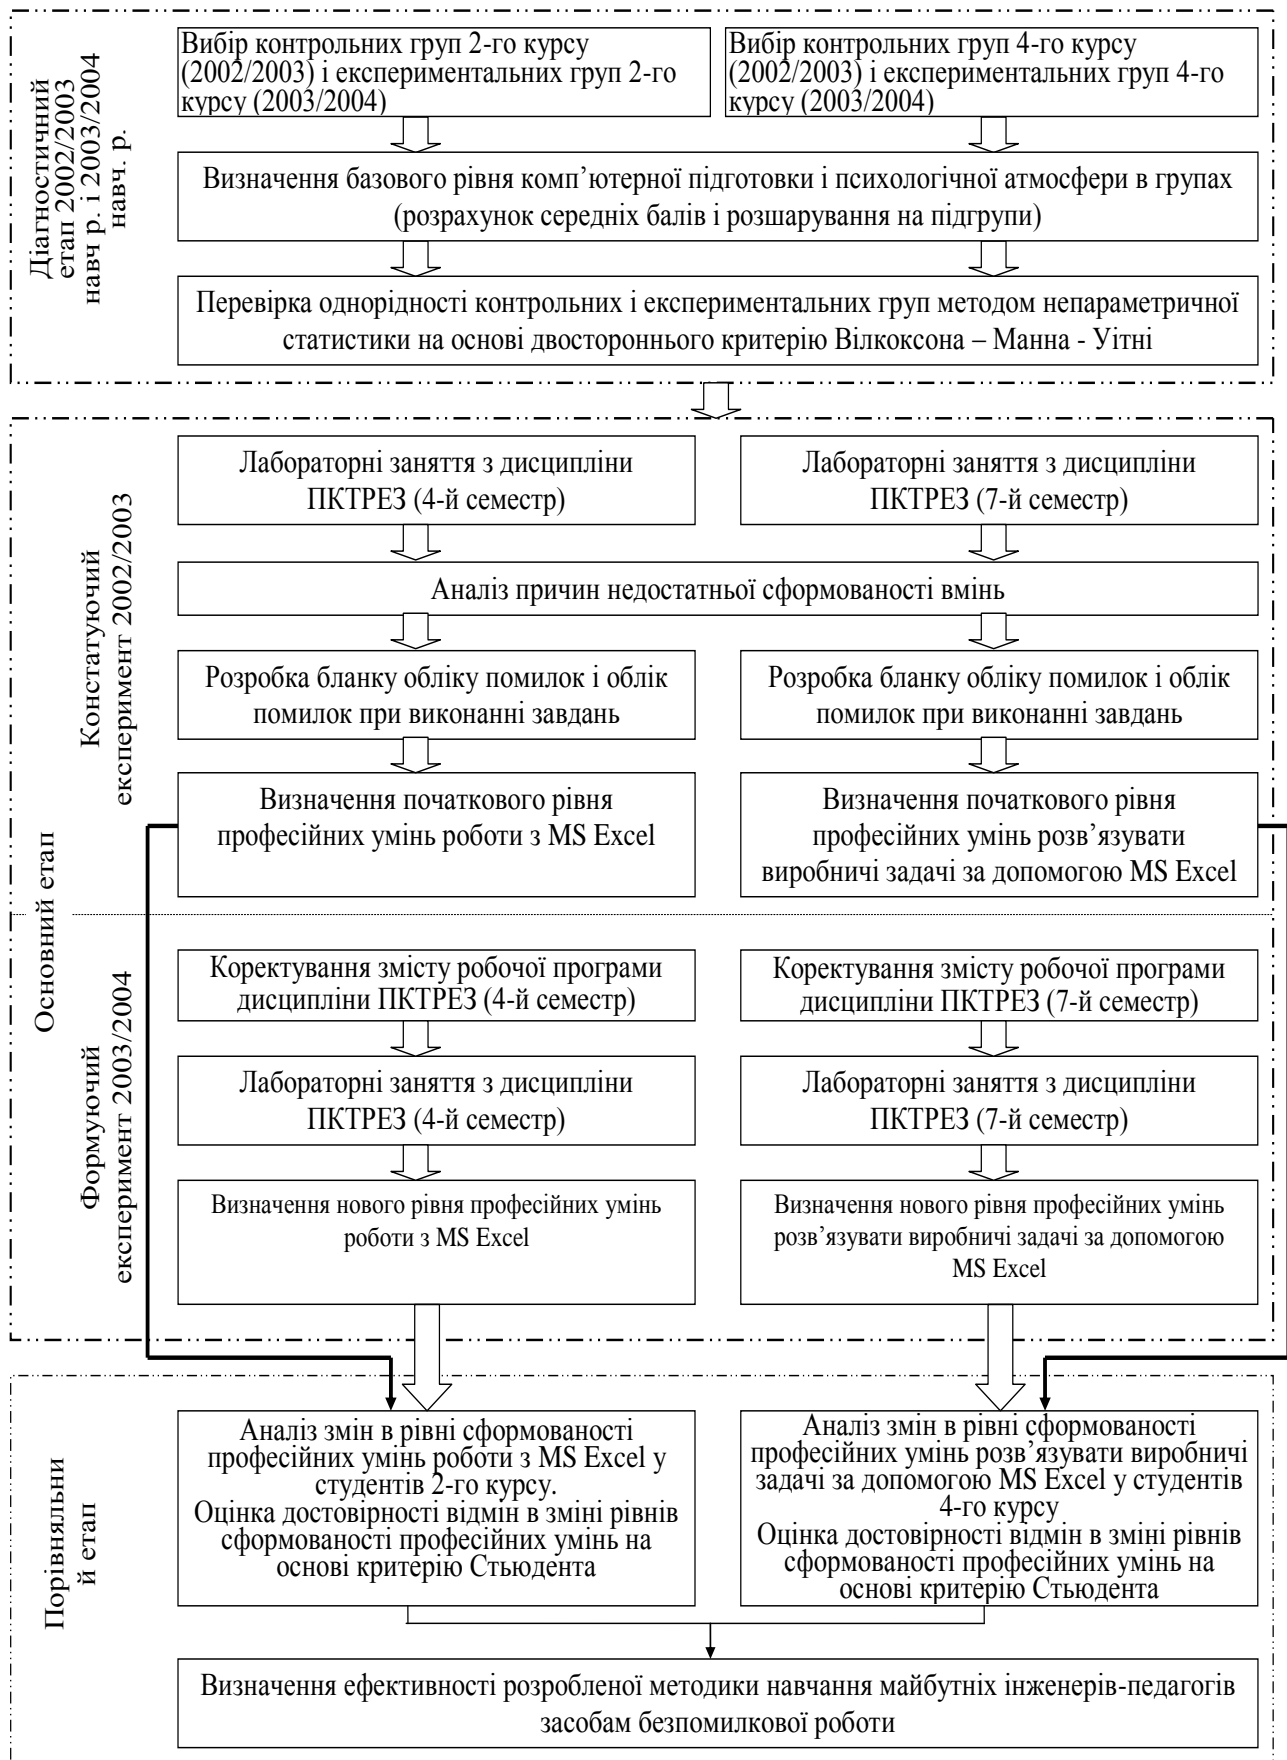 Діагностичний
етап 2002/2003
навч р. і 2003/2004
навч. р.
Вибір контрольних груп 2-го курсу
(2002/2003) і експериментальних груп 2-го
курсу (2003/2004)
Вибір контрольних груп 4-го курсу
(2002/2003) і експериментальних груп 4-го
курсу (2003/2004)
Визначення базового рівня комп’ютерної підготовки і психологічної атмосфери в групах
(розрахунок середніх балів і розшарування на підгрупи)
Перевірка однорідності контрольних і експериментальних груп методом непараметричної
статистики на основі двостороннього критерію Вілкоксона – Манна - Уітні
Основний етап
Констатуючий
експеримент 2002/2003
Лабораторні заняття з дисципліни
ПКТРЕЗ (4-й семестр)
Лабораторні заняття з дисципліни
ПКТРЕЗ (7-й семестр)
Аналіз причин недостатньої сформованості вмінь
Розробка бланку обліку помилок і облік
помилок при виконанні завдань
Розробка бланку обліку помилок і облік
помилок при виконанні завдань
Визначення початкового рівня
професійних умінь роботи з MS Excel
Визначення початкового рівня
професійних умінь розв’язувати
виробничі задачі за допомогою MS Excel
Формуючий
експеримент 2003/2004
Коректування змісту робочої програми
дисципліни ПКТРЕЗ (4-й семестр)
Коректування змісту робочої програми
дисципліни ПКТРЕЗ (7-й семестр)
Лабораторні заняття з дисципліни
ПКТРЕЗ (4-й семестр)
Лабораторні заняття з дисципліни
ПКТРЕЗ (7-й семестр)
Визначення нового рівня професійних умінь
роботи з MS Excel
Визначення нового рівня професійних умінь
розв’язувати виробничі задачі за допомогою
MS Excel
Порівняльни
й етап
Аналіз змін в рівні сформованості
професійних умінь роботи з MS Excel у
студентів 2-го курсу.
Оцінка достовірності відмін в зміні рівнів
сформованості професійних умінь на
основі критерію Стьюдента
Аналіз змін в рівні сформованості
професійних умінь розв’язувати виробничі
задачі за допомогою MS Excel у студентів
4-го курсу
Оцінка достовірності відмін в зміні рівнів
сформованості професійних умінь на
основі критерію Стьюдента
Визначення ефективності розробленої методики навчання майбутніх інженерів-педагогів
засобам безпомилкової роботи